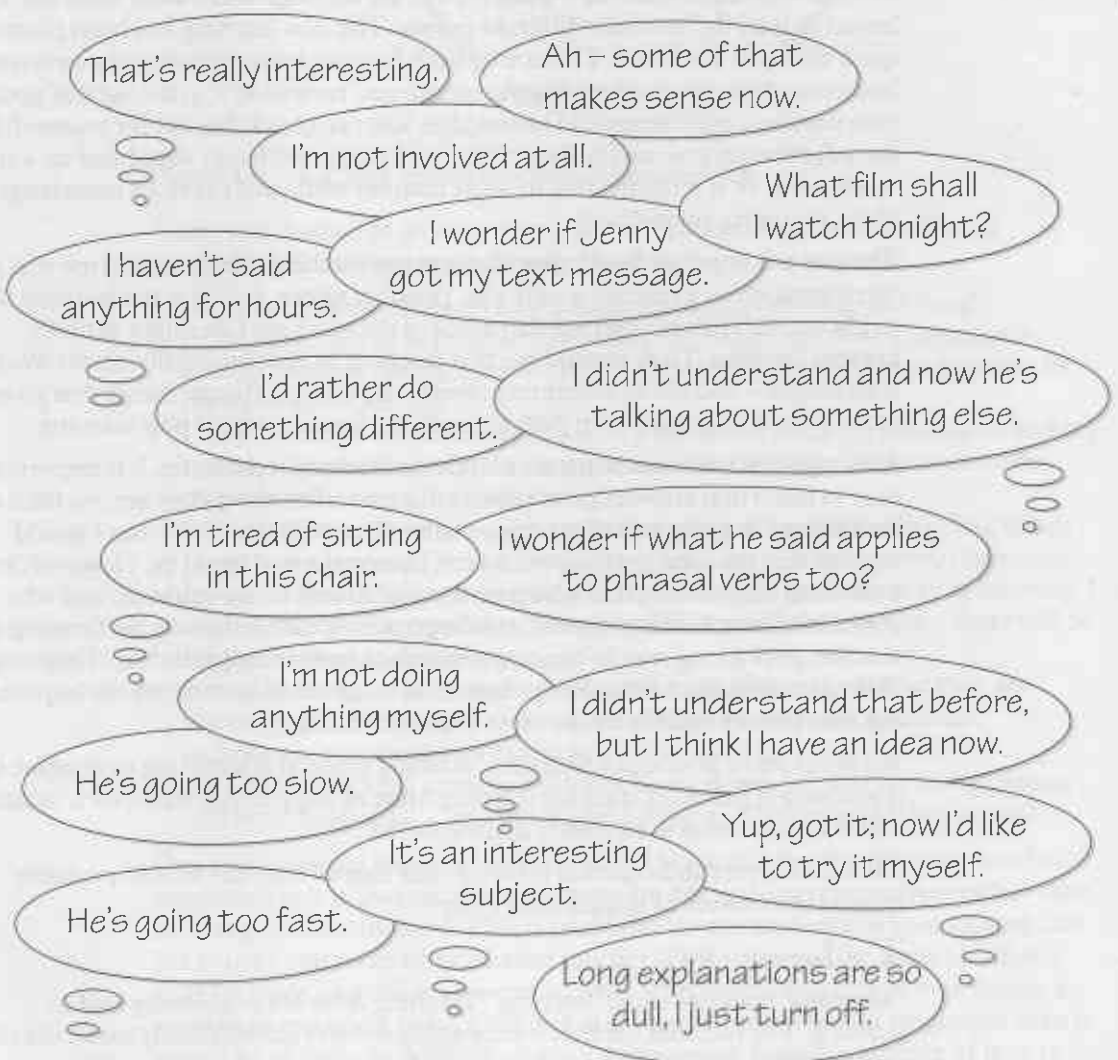 That's really interesting.
Ah – some of that
makes sense now.
I'm not involved at all.
What film shall
I watch tonight?
I wonder if Jenny
got my text message.
I haven't said
anything for hours.
I'd rather do
something different.
I didn't understand and now he's
talking about something else.
I'm tired of sitting
in this chair.
I wonder if what he said applies
to phrasal verbs too?
I'm not doing
anything myself.
I didn't understand that before,
but I think I have an idea now.
He's going too slow.
Yup, got it; now I'd like
to try it myself.
It's an interesting
subject.
He's going too fast.
Long explanations are so
dull, I just turn off.